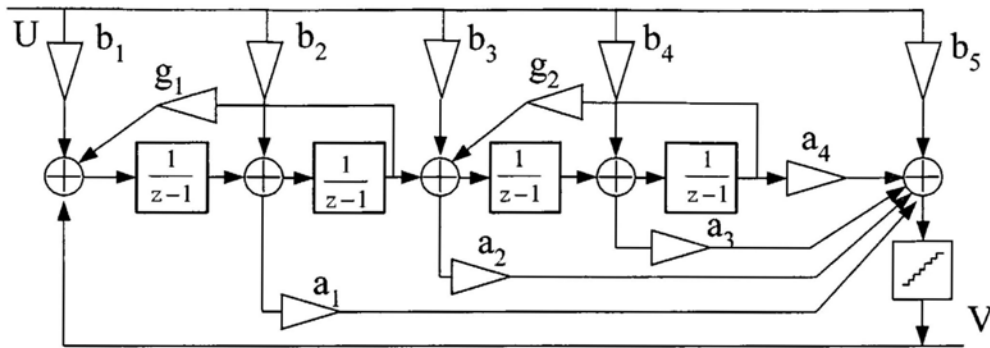 U b₁ b₂ b₃ b₄ b₅
g₁ g₂
a₄
1/(z−1) 1/(z−1) 1/(z−1) 1/(z−1)
a₃
a₂
a₁
V